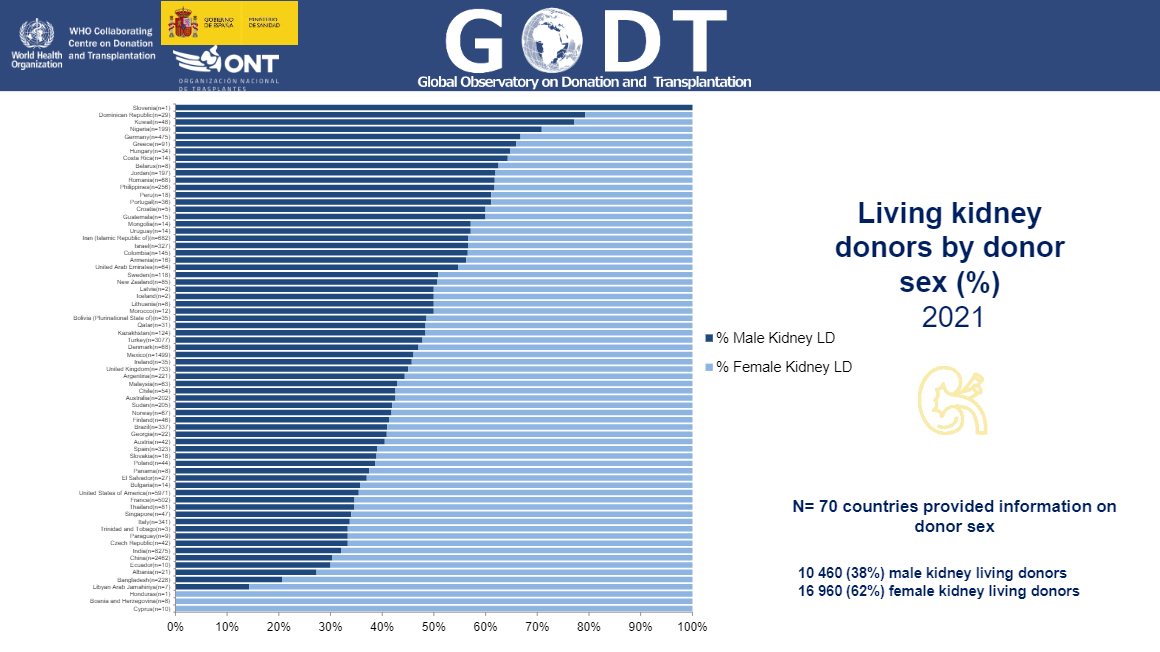 World Health
Organization
WHO Collaborating
Centre on Donation
and Transplantation
GOBIERNO
DE ESPAÑA
MINISTERIO
DE SANIDAD
ONT
ORGANIZACIÓN NACIONAL
DE TRASPLANTES
G DT
Global Observatory on Donation and Transplantation
Slovenia(n=1)
Dominican Republic(n=29)
Kuwait(n=48)
Nigeria(n=199)
Germany(n=475)
Greece(n=91)
Hungary(n=34)
Costa Rica(n=14)
Belarus(n=8)
Jordan(n=197)
Romania(n=68)
Philippines(n=256)
Peru(n=18)
Portugal(n=36)
Croatia(n=5)
Guatemala(n=15)
Mongolia(n=14)
Uruguay(n=14)
Iran (Islamic Republic of)(n=682)
Israel(n=327)
Colombia(n=145)
Armenia(n=16)
United Arab Emirates(n=64)
Sweden(n=118)
New Zealand(n=85)
Latvia(n=2)
Iceland(n=2)
Lithuania(n=8)
Morocco(n=12)
Bolivia (Plurinational State of)(n=35)
Qatar(n=31)
Kazakhstan(n=124)
Turkey(n=3077)
Denmark(n=68)
Mexico(n=1499)
Ireland(n=35)
United Kingdom(n=733)
Argentina(n=221)
Malaysia(n=63)
Chile(n=54)
Australia(n=202)
Sudan(n=205)
Norway(n=67)
Finland(n=46)
Brazil(n=337)
Georgia(n=22)
Austria(n=42)
Spain(n=323)
Slovakia(n=18)
Poland(n=44)
Panama(n=8)
El Salvador(n=27)
Bulgaria(n=14)
United States of America(n=5971)
France(n=502)
Thailand(n=81)
Singapore(n=47)
Italy(n=341)
Trinidad and Tobago(n=3)
Paraguay(n=9)
Czech Republic(n=42)
India(n=8275)
China(n=2462)
Ecuador(n=10)
Albania(n=21)
Bangladesh(n=228)
Libyan Arab Jamahiriya(n=7)
Honduras(n=1)
Bosnia and Herzegovina(n=6)
Cyprus(n=10)
0% 10% 20% 30% 40% 50% 60% 70% 80% 90% 100%
% Male Kidney LD
% Female Kidney LD
Living kidney
donors by donor
sex (%)
2021
N= 70 countries provided information on
donor sex
10 460 (38%) male kidney living donors
16 960 (62%) female kidney living donors